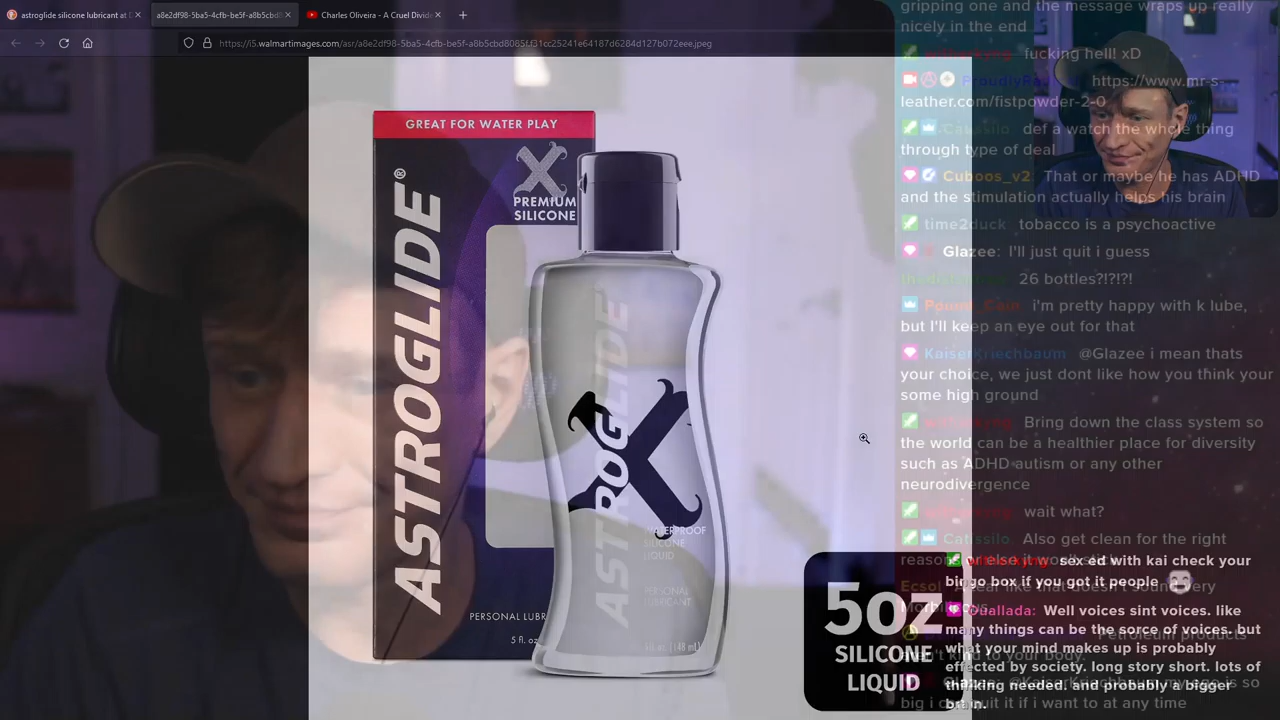 astroglide silicone lubricant at
a8e2df98-5ba5-4cfb-be5f-a8b5cbd
Charles Oliveira - A Cruel Divide
https://i5.walmartimages.com/asr/a8e2df98-5ba5-4cfb-be5f-a8b5cbd8085f.f31cc25241e64187d6284d127b072eee.jpeg
GREAT FOR WATER PLAY
X
PREMIUM
SILICONE
ASTROGLIDE®
PERSONAL LUBR
5 fl. oz
ASTROGLIDE
X
WATERPROOF
SILICONE
LIQUID
PERSONAL
LUBRICANT
5OZ
SILICONE
LIQUID
gripping one and the message wraps up really
nicely in the end
fucking hell! xD
https://www.mr-s-
leather.com/fistpowder-2-0
def a watch the whole thing
through type of deal
Cuboos_v2: That or maybe he has ADHD
and the stimulation actually helps his brain
time2duck: tobacco is a psychoactive
Glazee: I'll just quit i guess
26 bottles?!?!?!
i'm pretty happy with k lube,
but I'll keep an eye out for that
KaiserKriechbaum: @Glazee i mean thats
your choice, we just dont like how you think your
some high ground
Bring down the class system so
the world can be a healthier place for diversity
such as ADHD autism or any other
neurodivergence
wait what?
Catissilo: Also get clean for the right
sex ed with kai check your
bingo box if you got it people
Quallada: Well voices sint voices. like
many things can be the sorce of voices. but
what your mind makes up is probably
effected by society. long story short. lots of
thinking needed. and probably a bigger
brain.